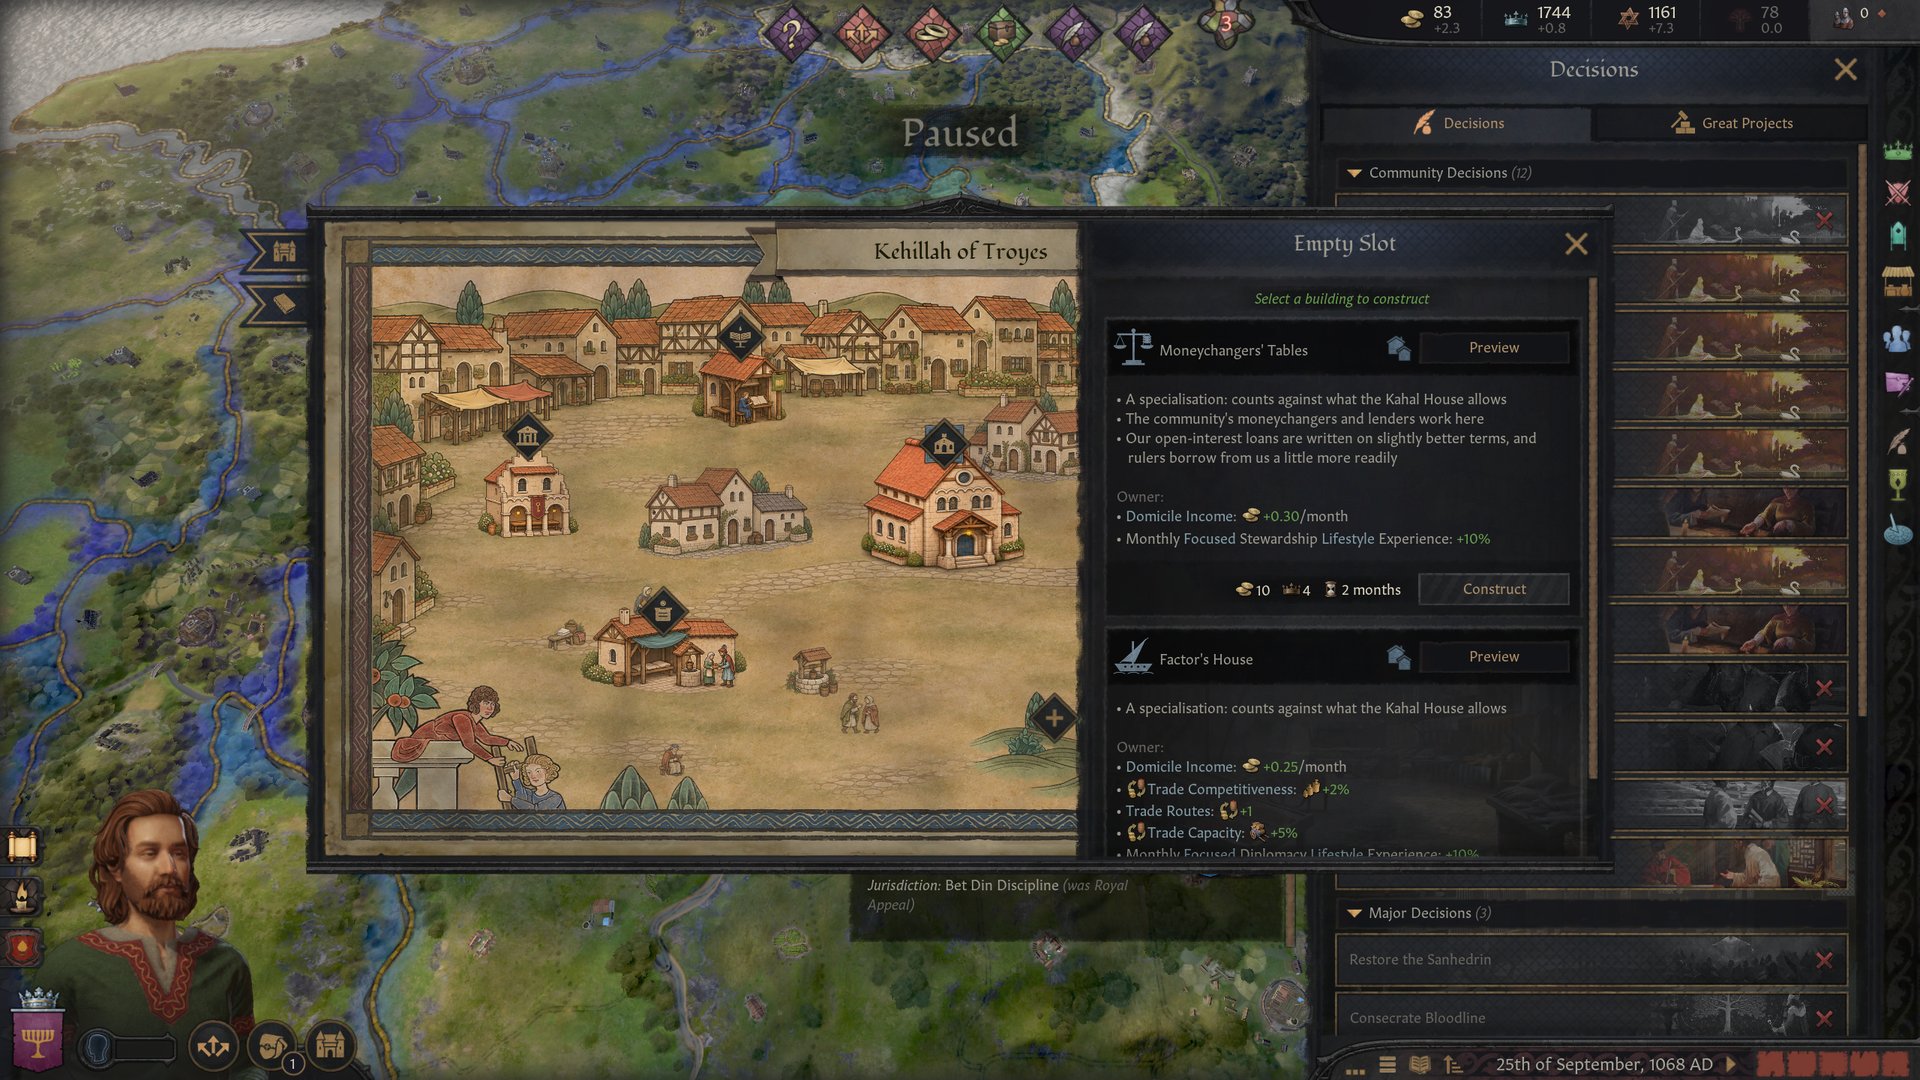 83
+2.3
1744
+0.8
1161
+7.3
78
0.0
0
3
Paused
Decisions
Decisions
Great Projects
Community Decisions (12)
Kehillah of Troyes
Empty Slot
Select a building to construct
Moneychangers' Tables
Preview
• A specialisation: counts against what the Kahal House allows
• The community's moneychangers and lenders work here
• Our open-interest loans are written on slightly better terms, and
rulers borrow from us a little more readily
Owner:
• Domicile Income: +0.30/month
• Monthly Focused Stewardship Lifestyle Experience: +10%
10 4 2 months
Construct
Factor's House
Preview
• A specialisation: counts against what the Kahal House allows
Owner:
• Domicile Income: +0.25/month
• Trade Competitiveness: +2%
• Trade Routes: +1
• Trade Capacity: +5%
• Monthly Focused Diplomacy Lifestyle Experience: +10%
Jurisdiction: Bet Din Discipline (was Royal
Appeal)
Major Decisions (3)
Restore the Sanhedrin
Consecrate Bloodline
1
25th of September, 1068 AD